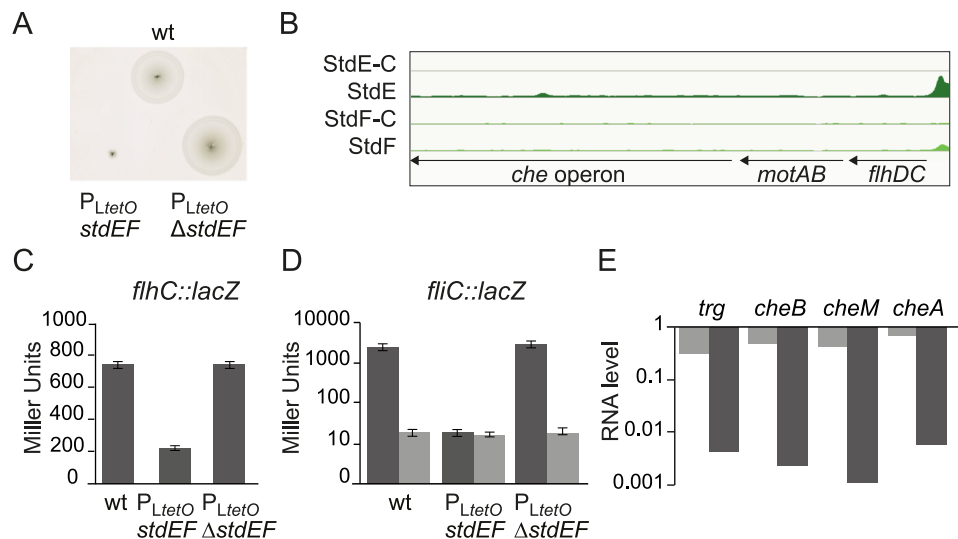 A
wt
P LtetO stdEF
P LtetO ΔstdEF
B
StdE-C
StdE
StdF-C
StdF
che operon
motAB
flhDC
C
flhC::lacZ
Miller Units
1000
800
600
400
200
0
wt
P LtetO stdEF
P LtetO ΔstdEF
D
fliC::lacZ
Miller Units
10000
1000
100
10
0
wt
P LtetO stdEF
P LtetO ΔstdEF
E
trg
cheB
cheM
cheA
RNA level
1
0.1
0.01
0.001